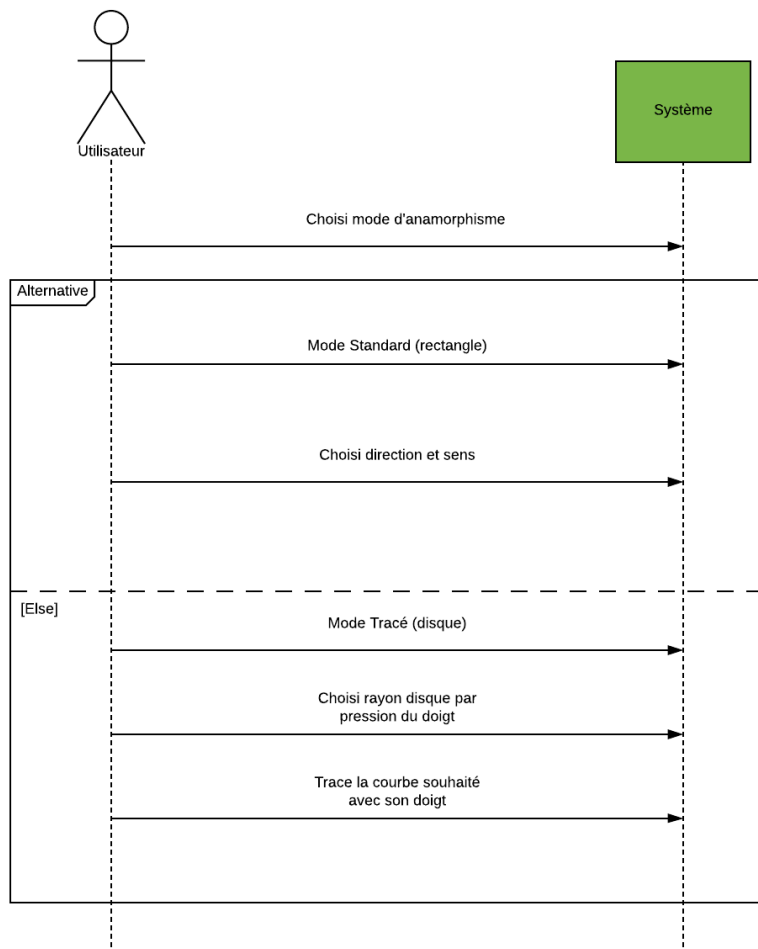 Utilisateur
Système
Choisi mode d'anamorphisme
Alternative
Mode Standard (rectangle)
Choisi direction et sens
[Else]
Mode Tracé (disque)
Choisi rayon disque par
pression du doigt
Trace la courbe souhaité
avec son doigt